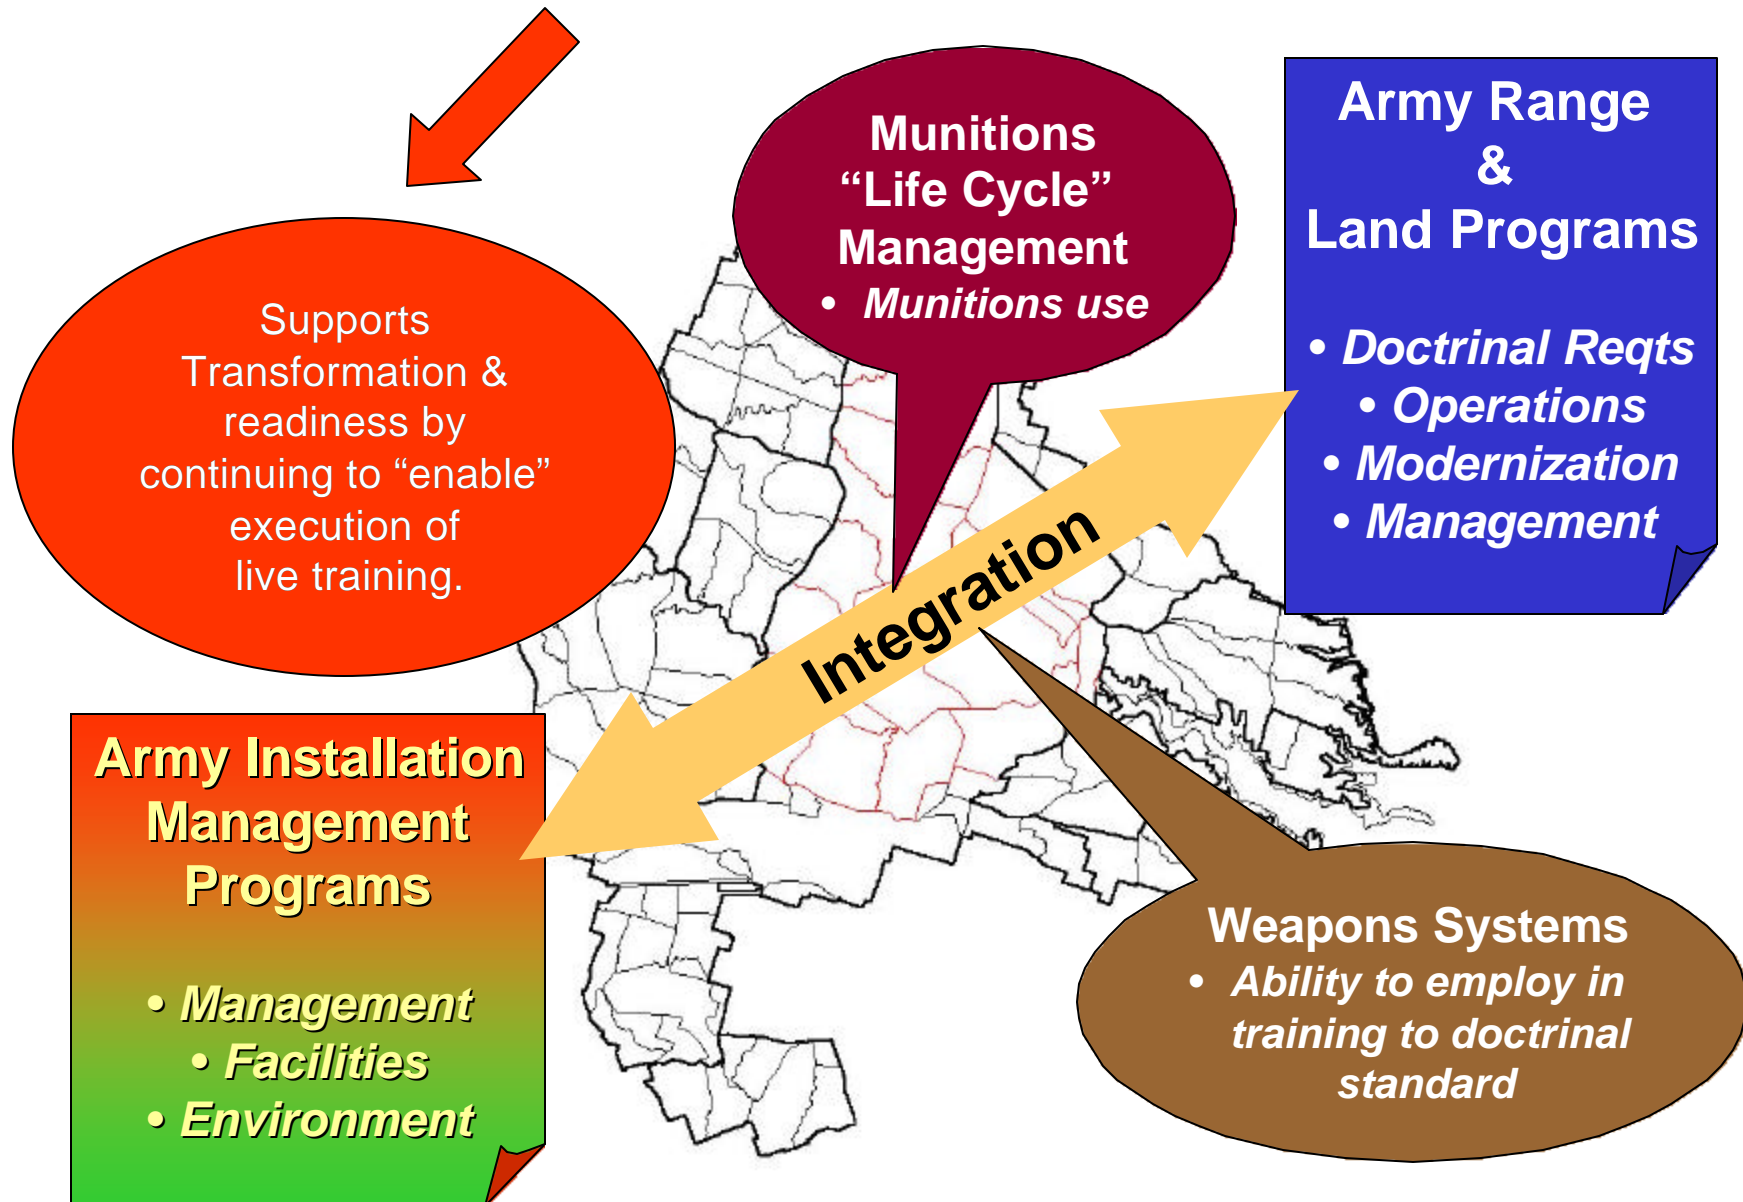 Supports
Transformation &
readiness by
continuing to “enable”
execution of
live training.
Munitions
“Life Cycle”
Management
• Munitions use
Army Range
&
Land Programs
• Doctrinal Reqts
• Operations
• Modernization
• Management
Integration
Army Installation
Management
Programs
• Management
• Facilities
• Environment
Weapons Systems
• Ability to employ in
training to doctrinal
standard